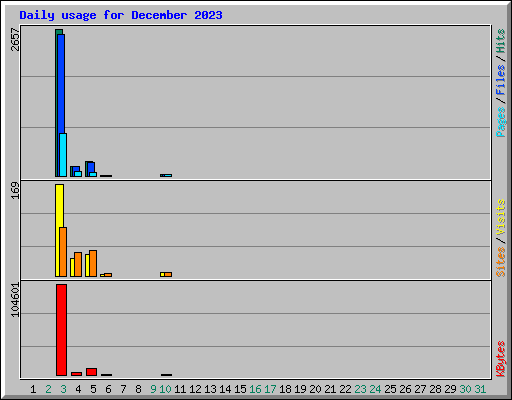 Daily usage for December 2023
2657
Pages / Files / Hits
169
Sites / Visits
104601
KBytes
1 2 3 4 5 6 7 8 9 10 11 12 13 14 15 16 17 18 19 20 21 22 23 24 25 26 27 28 29 30 31